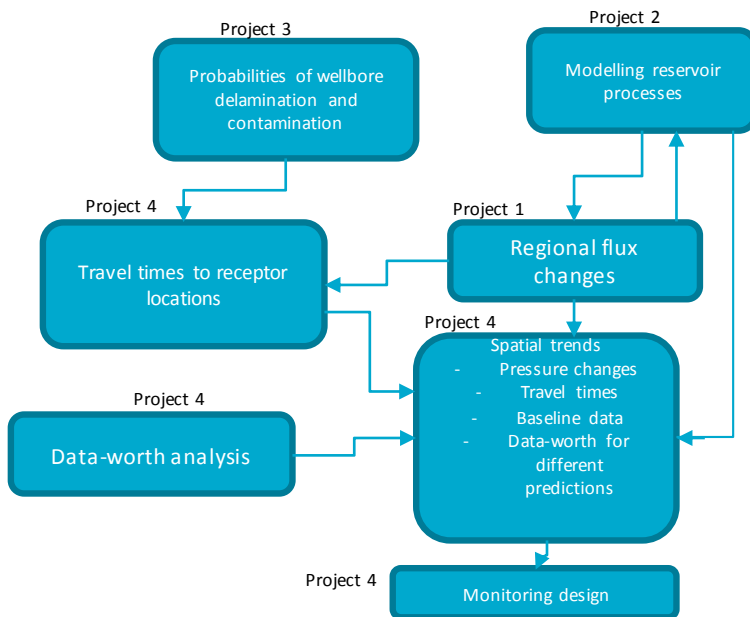 Project 3
Probabilities of wellbore
delamination and
contamination
Project 2
Modelling reservoir
processes
Project 4
Travel times to receptor
locations
Project 1
Regional flux
changes
Project 4
Spatial trends
- Pressure changes
- Travel times
- Baseline data
- Data-worth for
different
predictions
Project 4
Data-worth analysis
Project 4
Monitoring design